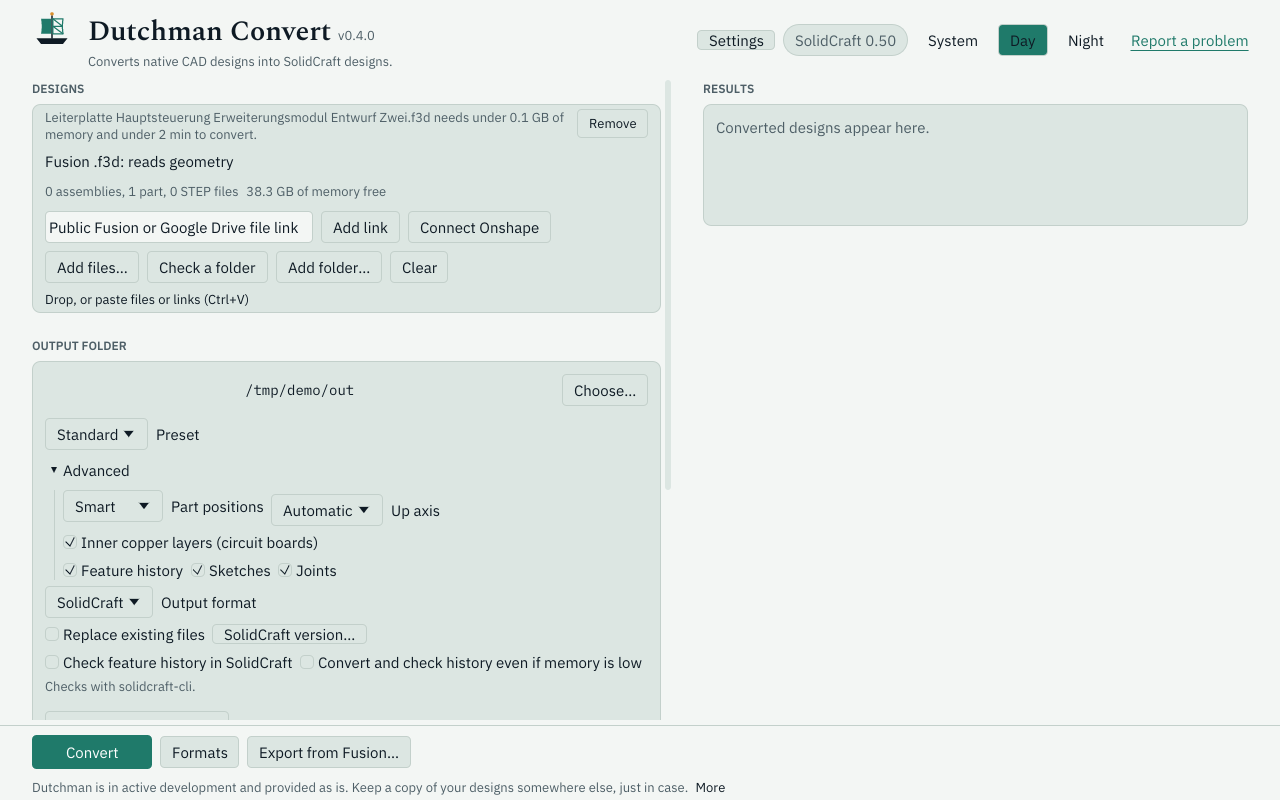 Dutchman Convert v0.4.0
Converts native CAD designs into SolidCraft designs.
Settings
SolidCraft 0.50
System
Day
Night
Report a problem
DESIGNS
Leiterplatte Hauptsteuerung Erweiterungsmodul Entwurf Zwei.f3d needs under 0.1 GB of
memory and under 2 min to convert.
Remove
Fusion .f3d: reads geometry
0 assemblies, 1 part, 0 STEP files 38.3 GB of memory free
Public Fusion or Google Drive file link
Add link
Connect Onshape
Add files...
Check a folder
Add folder...
Clear
Drop, or paste files or links (Ctrl+V)
OUTPUT FOLDER
/tmp/demo/out
Choose...
Standard
Preset
Advanced
Smart
Part positions
Automatic
Up axis
Inner copper layers (circuit boards)
Feature history
Sketches
Joints
SolidCraft
Output format
Replace existing files
SolidCraft version...
Check feature history in SolidCraft
Convert and check history even if memory is low
Checks with solidcraft-cli.
RESULTS
Converted designs appear here.
Convert
Formats
Export from Fusion...
Dutchman is in active development and provided as is. Keep a copy of your designs somewhere else, just in case. More